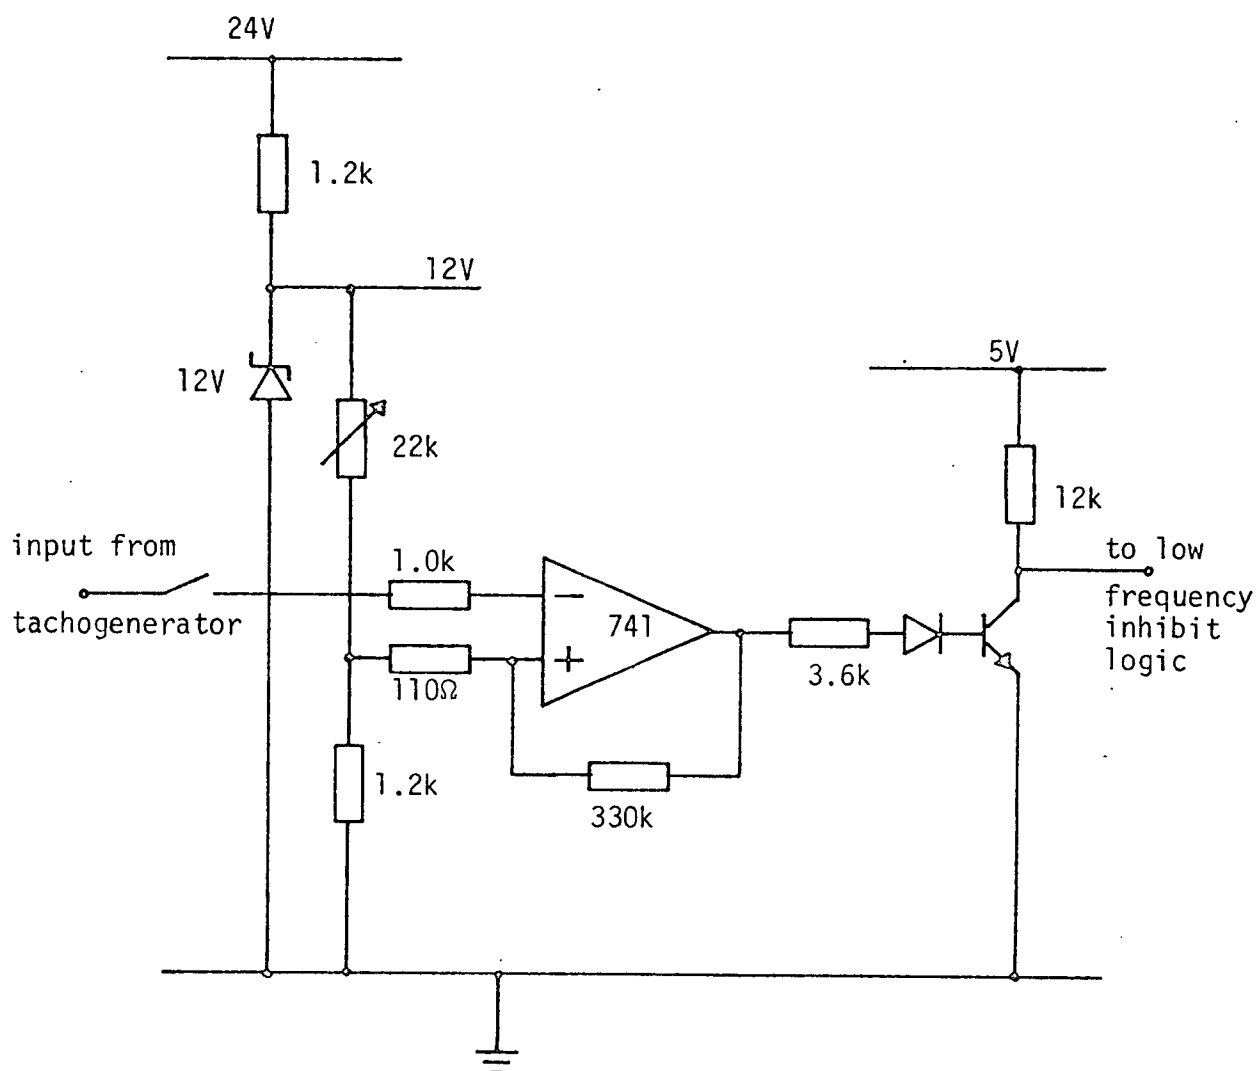 24V
1.2k
12V
12V
22k
5V
12k
input from
tachogenerator
1.0k
−
741
+
110Ω
3.6k
to low
frequency
inhibit
logic
1.2k
330k